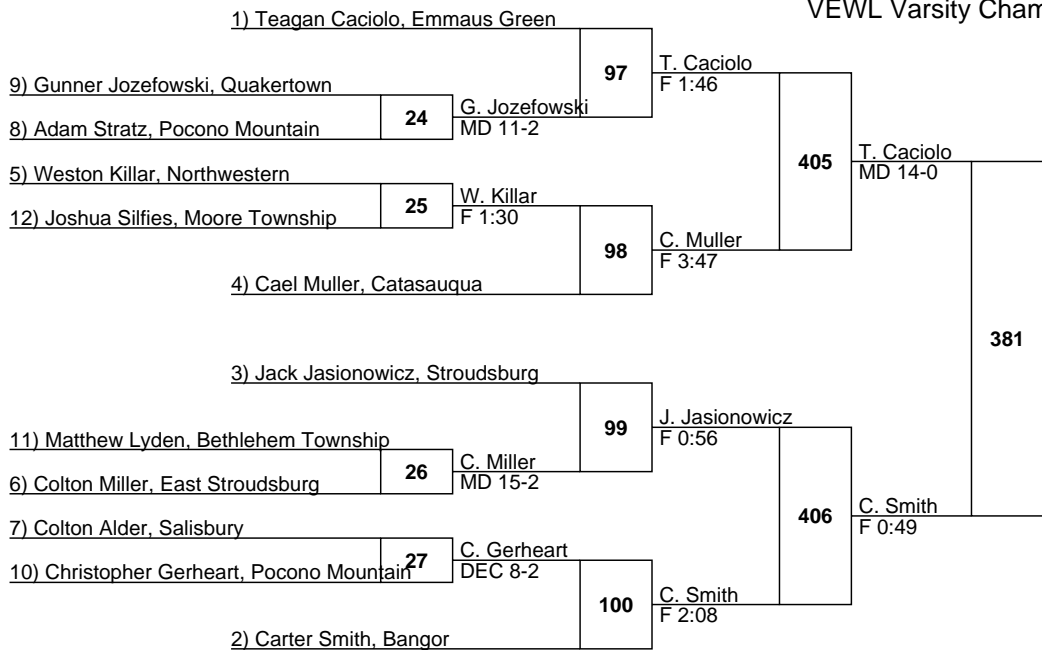 VEWL Varsity Cham
1) Teagan Caciolo, Emmaus Green
97
T. Caciolo
F 1:46
9) Gunner Jozefowski, Quakertown
24
G. Jozefowski
MD 11-2
8) Adam Stratz, Pocono Mountain
405
T. Caciolo
MD 14-0
5) Weston Killar, Northwestern
25
W. Killar
F 1:30
12) Joshua Silfies, Moore Township
98
C. Muller
F 3:47
4) Cael Muller, Catasauqua
381
3) Jack Jasionowicz, Stroudsburg
99
J. Jasionowicz
F 0:56
11) Matthew Lyden, Bethlehem Township
26
C. Miller
MD 15-2
6) Colton Miller, East Stroudsburg
406
C. Smith
F 0:49
7) Colton Alder, Salisbury
27
C. Gerheart
DEC 8-2
10) Christopher Gerheart, Pocono Mountain
100
C. Smith
F 2:08
2) Carter Smith, Bangor